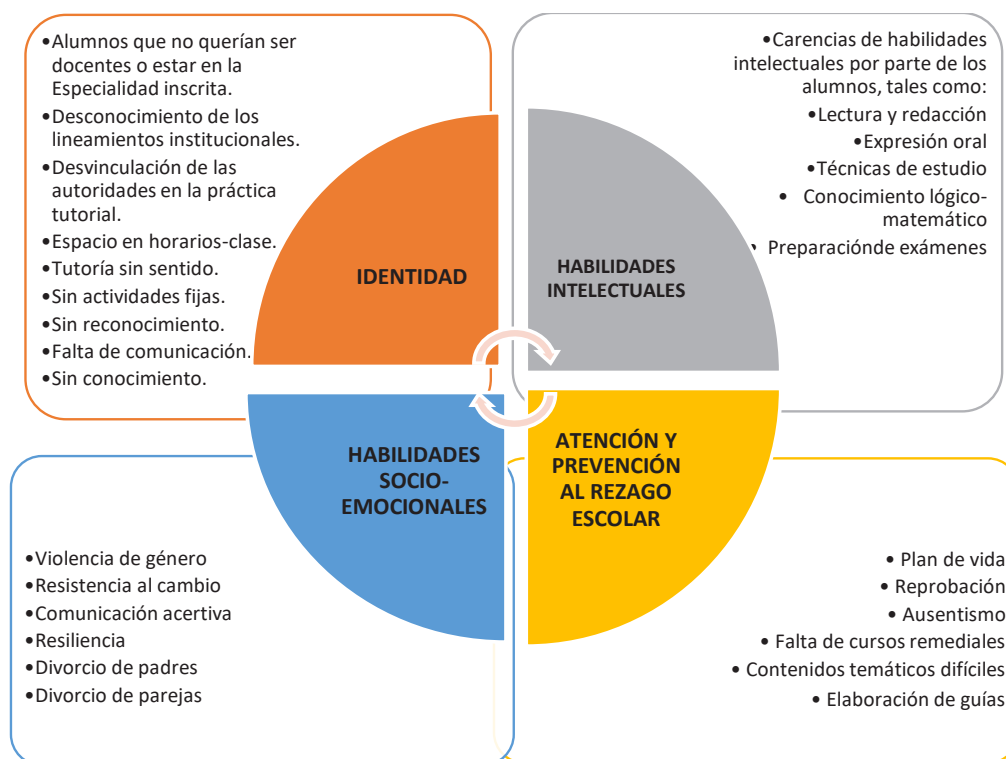 •Alumnos que no querían ser
docentes o estar en la
Especialidad inscrita.
•Desconocimiento de los
lineamientos institucionales.
•Desvinculación de las
autoridades en la práctica
tutorial.
•Espacio en horarios-clase.
•Tutoría sin sentido.
•Sin actividades fijas.
•Sin reconocimiento.
•Falta de comunicación.
•Sin conocimiento.
IDENTIDAD
•Carencias de habilidades
intelectuales por parte de los
alumnos, tales como:
•Lectura y redacción
•Expresión oral
•Técnicas de estudio
• Conocimiento lógico-
matemático
• Preparaciónde exámenes
HABILIDADES
INTELECTUALES
HABILIDADES
SOCIO-
EMOCIONALES
•Violencia de género
•Resistencia al cambio
•Comunicación acertiva
•Resiliencia
•Divorcio de padres
•Divorcio de parejas
ATENCIÓN Y
PREVENCIÓN
AL REZAGO
ESCOLAR
• Plan de vida
• Reprobación
• Ausentismo
• Falta de cursos remediales
• Contenidos temáticos difíciles
• Elaboración de guías